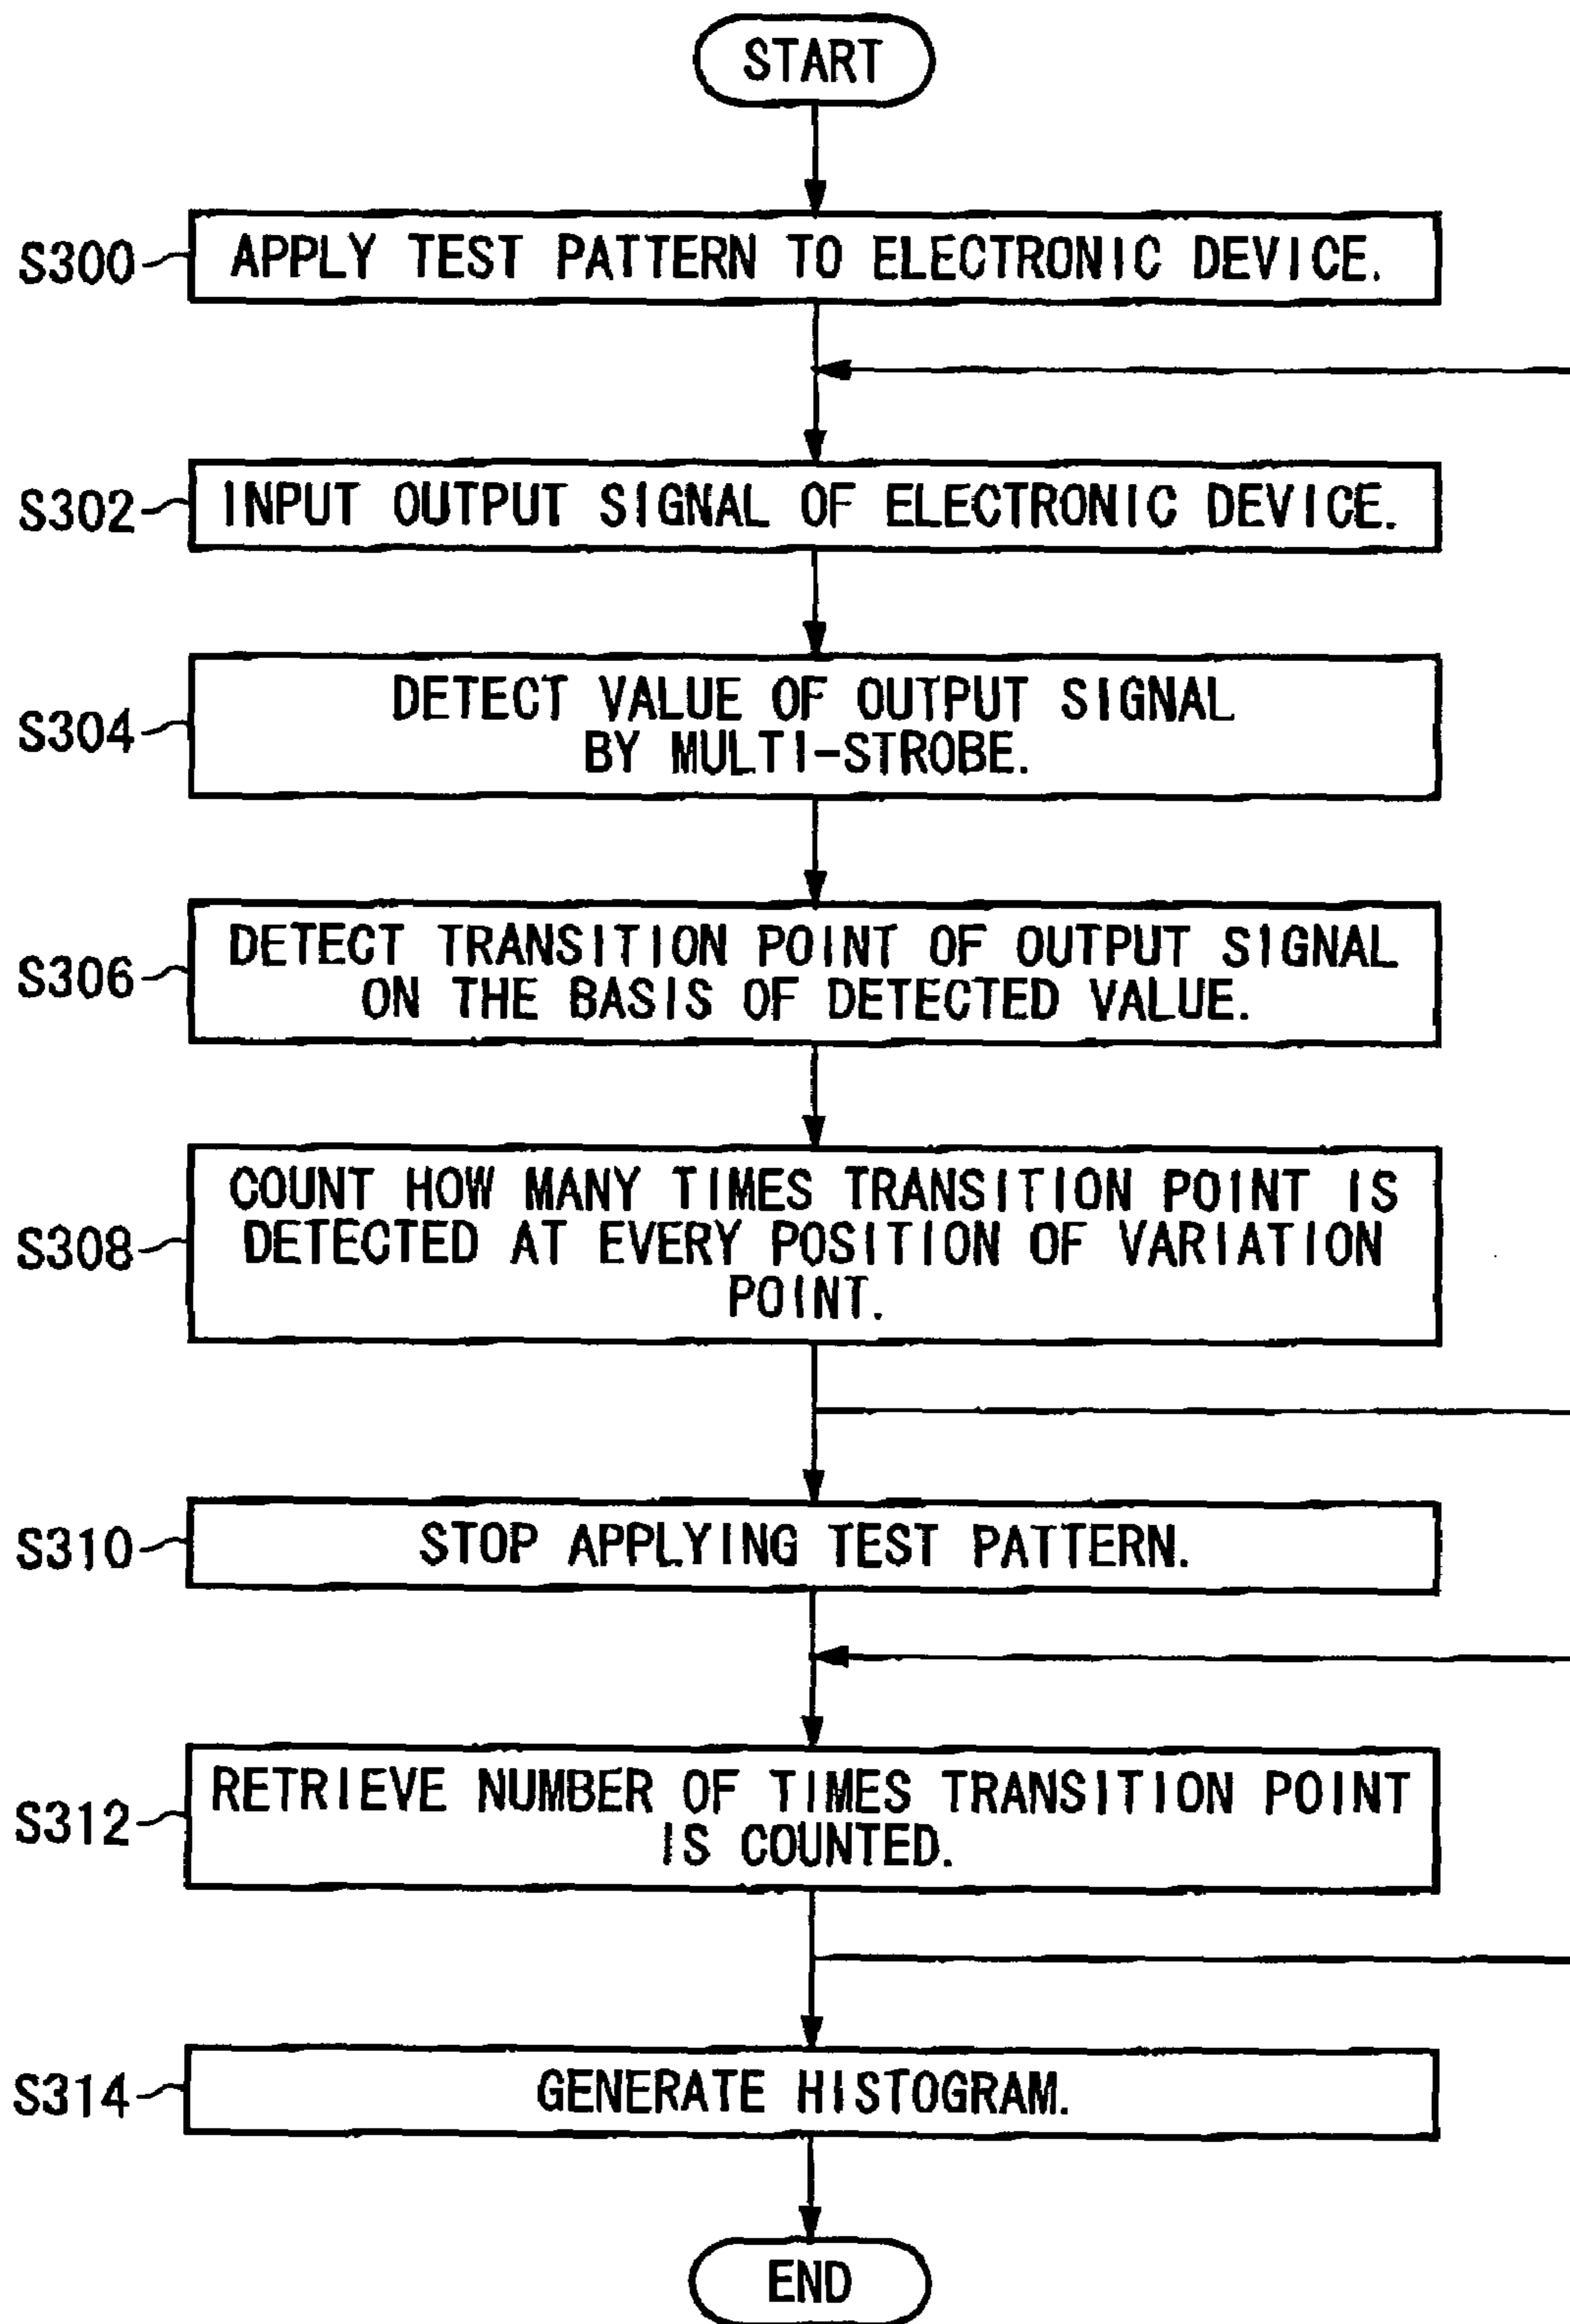 START
S300
APPLY TEST PATTERN TO ELECTRONIC DEVICE.
S302
INPUT OUTPUT SIGNAL OF ELECTRONIC DEVICE.
S304
DETECT VALUE OF OUTPUT SIGNAL
BY MULTI-STROBE.
S306
DETECT TRANSITION POINT OF OUTPUT SIGNAL
ON THE BASIS OF DETECTED VALUE.
S308
COUNT HOW MANY TIMES TRANSITION POINT IS
DETECTED AT EVERY POSITION OF VARIATION
POINT.
S310
STOP APPLYING TEST PATTERN.
S312
RETRIEVE NUMBER OF TIMES TRANSITION POINT
IS COUNTED.
S314
GENERATE HISTOGRAM.
END